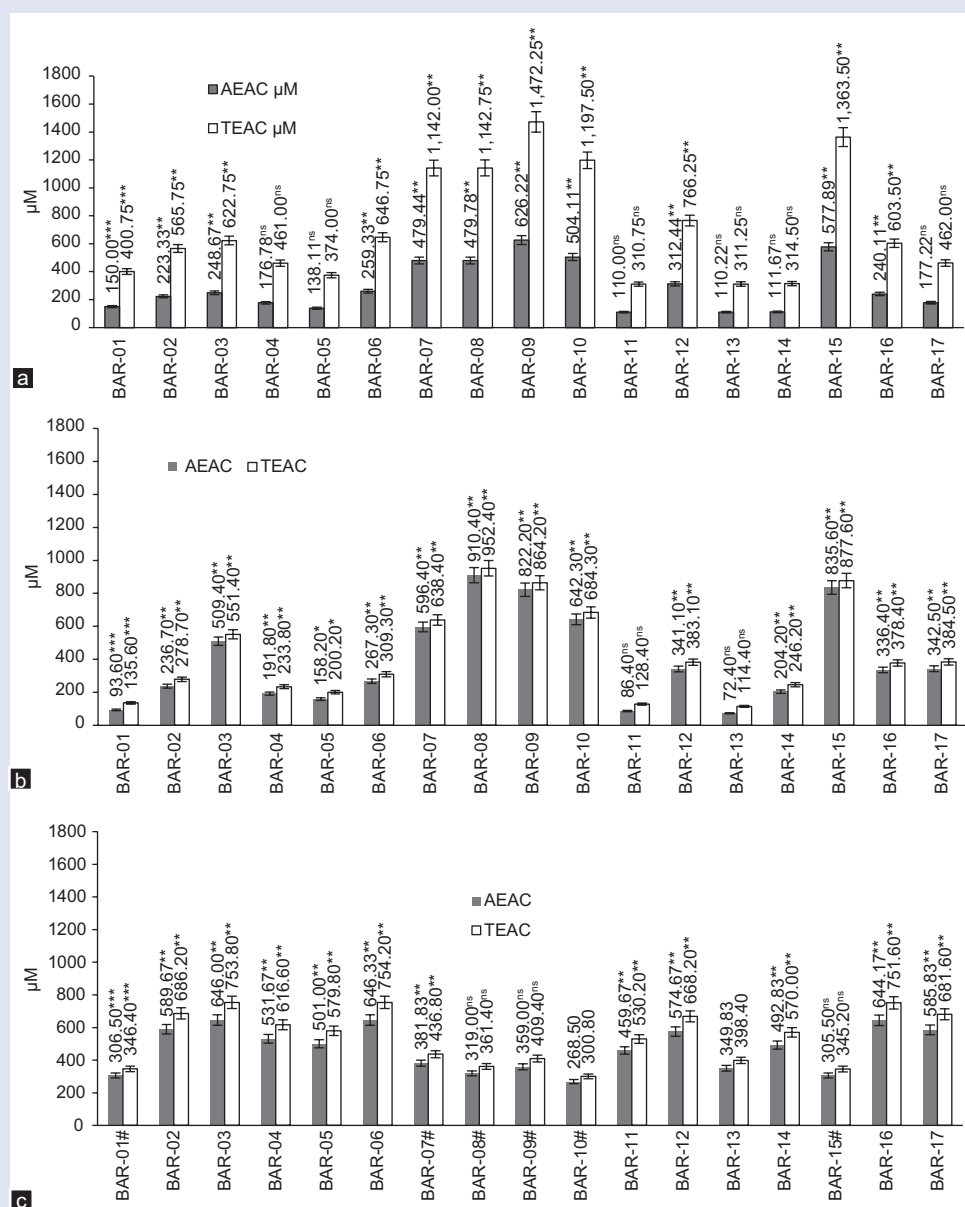 1800
1600
1400
1200
1000
800
600
400
200
0
µM
AEAC µM
TEAC µM
150.00*** 400.75***
223.33** 565.75**
248.67** 622.75**
176.78ns 461.00ns
138.11ns 374.00ns
259.33** 646.75**
479.44** 1,142.00**
479.78** 1,142.75**
626.22** 1,472.25**
504.11** 1,197.50**
110.00ns 310.75ns
312.44** 766.25**
110.22ns 311.25ns
111.67ns 314.50ns
577.89** 1,363.50**
240.11** 603.50**
177.22ns 462.00ns
BAR-01 BAR-02 BAR-03 BAR-04 BAR-05 BAR-06 BAR-07 BAR-08 BAR-09 BAR-10 BAR-11 BAR-12 BAR-13 BAR-14 BAR-15 BAR-16 BAR-17
a
1800
1600
1400
1200
1000
800
600
400
200
0
µM
AEAC TEAC
93.60*** 135.60***
236.70** 278.70**
509.40** 551.40**
191.80** 233.80**
158.20* 200.20*
267.30** 309.30**
596.40** 638.40**
910.40** 1952.40**
822.20** 864.20**
642.30** 684.30**
86.40ns 128.40ns
341.10** 383.10**
72.40ns 114.40ns
204.20** 246.20**
835.60** 877.60**
336.40** 378.40**
342.50** 384.50**
BAR-01 BAR-02 BAR-03 BAR-04 BAR-05 BAR-06 BAR-07 BAR-08 BAR-09 BAR-10 BAR-11 BAR-12 BAR-13 BAR-14 BAR-15 BAR-16 BAR-17
b
1800
1600
1400
1200
1000
800
600
400
200
0
µM
AEAC
TEAC
306.50*** 346.40***
589.67** 686.20**
646.00** 753.80**
531.67** 616.60**
501.00** 579.80**
646.33** 754.20**
381.83** 436.80**
319.00ns 361.40ns
359.00ns 409.40ns
268.50 300.80
459.67** 530.20**
574.67** 668.20**
349.83 398.40
492.83** 570.00**
305.50ns 345.20ns
644.17** 751.60**
585.83** 681.60**
BAR-01# BAR-02 BAR-03 BAR-04 BAR-05 BAR-06 BAR-07# BAR-08# BAR-09# BAR-10# BAR-11 BAR-12 BAR-13 BAR-14 BAR-15# BAR-16 BAR-17
c